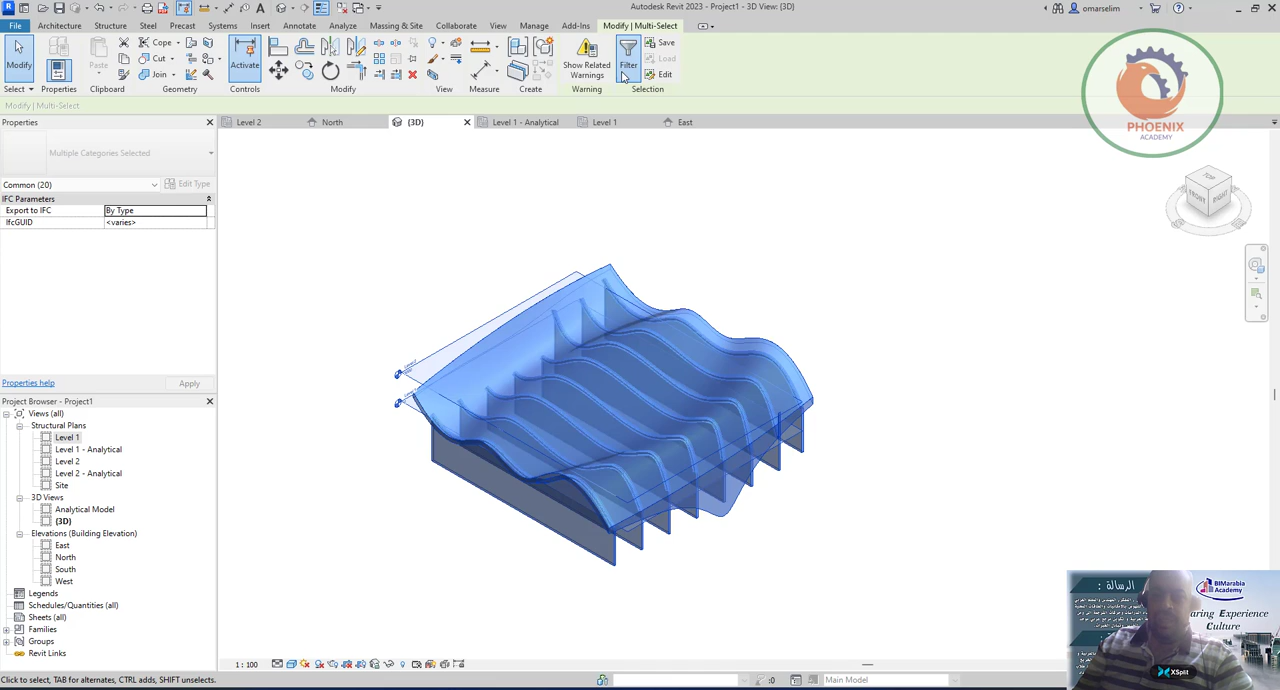 Autodesk Revit 2023 - Project1 - 3D View: {3D}
omarselim
File Architecture Structure Steel Precast Systems Insert Annotate Analyze Massing & Site Collaborate View Manage Add-Ins Modify | Multi-Select
Modify
Select
Properties
Paste
Clipboard
Cope
Cut
Join
Geometry
Activate
Controls
Modify
View
Measure
Create
Show Related
Warnings
Warning
Filter
Save
Load
Edit
Selection
Modify | Multi-Select
PHOENIX
ACADEMY
Properties
Level 2
North
{3D}
Level 1 - Analytical
Level 1
East
Multiple Categories Selected
Common (20)
Edit Type
IFC Parameters
Export to IFC By Type
IfcGUID <varies>
TOP
FRONT
RIGHT
Properties help
Apply
Project Browser - Project1
Views (all)
Structural Plans
Level 1
Level 1 - Analytical
Level 2
Level 2 - Analytical
Site
3D Views
Analytical Model
{3D}
Elevations (Building Elevation)
East
North
South
West
Legends
Schedules/Quantities (all)
Sheets (all)
Families
Groups
Revit Links
الرسالة :
BIMarabia
Academy
aring Experience
Culture
XSplit
1 : 100
Click to select, TAB for alternates, CTRL adds, SHIFT unselects.
:0
Main Model